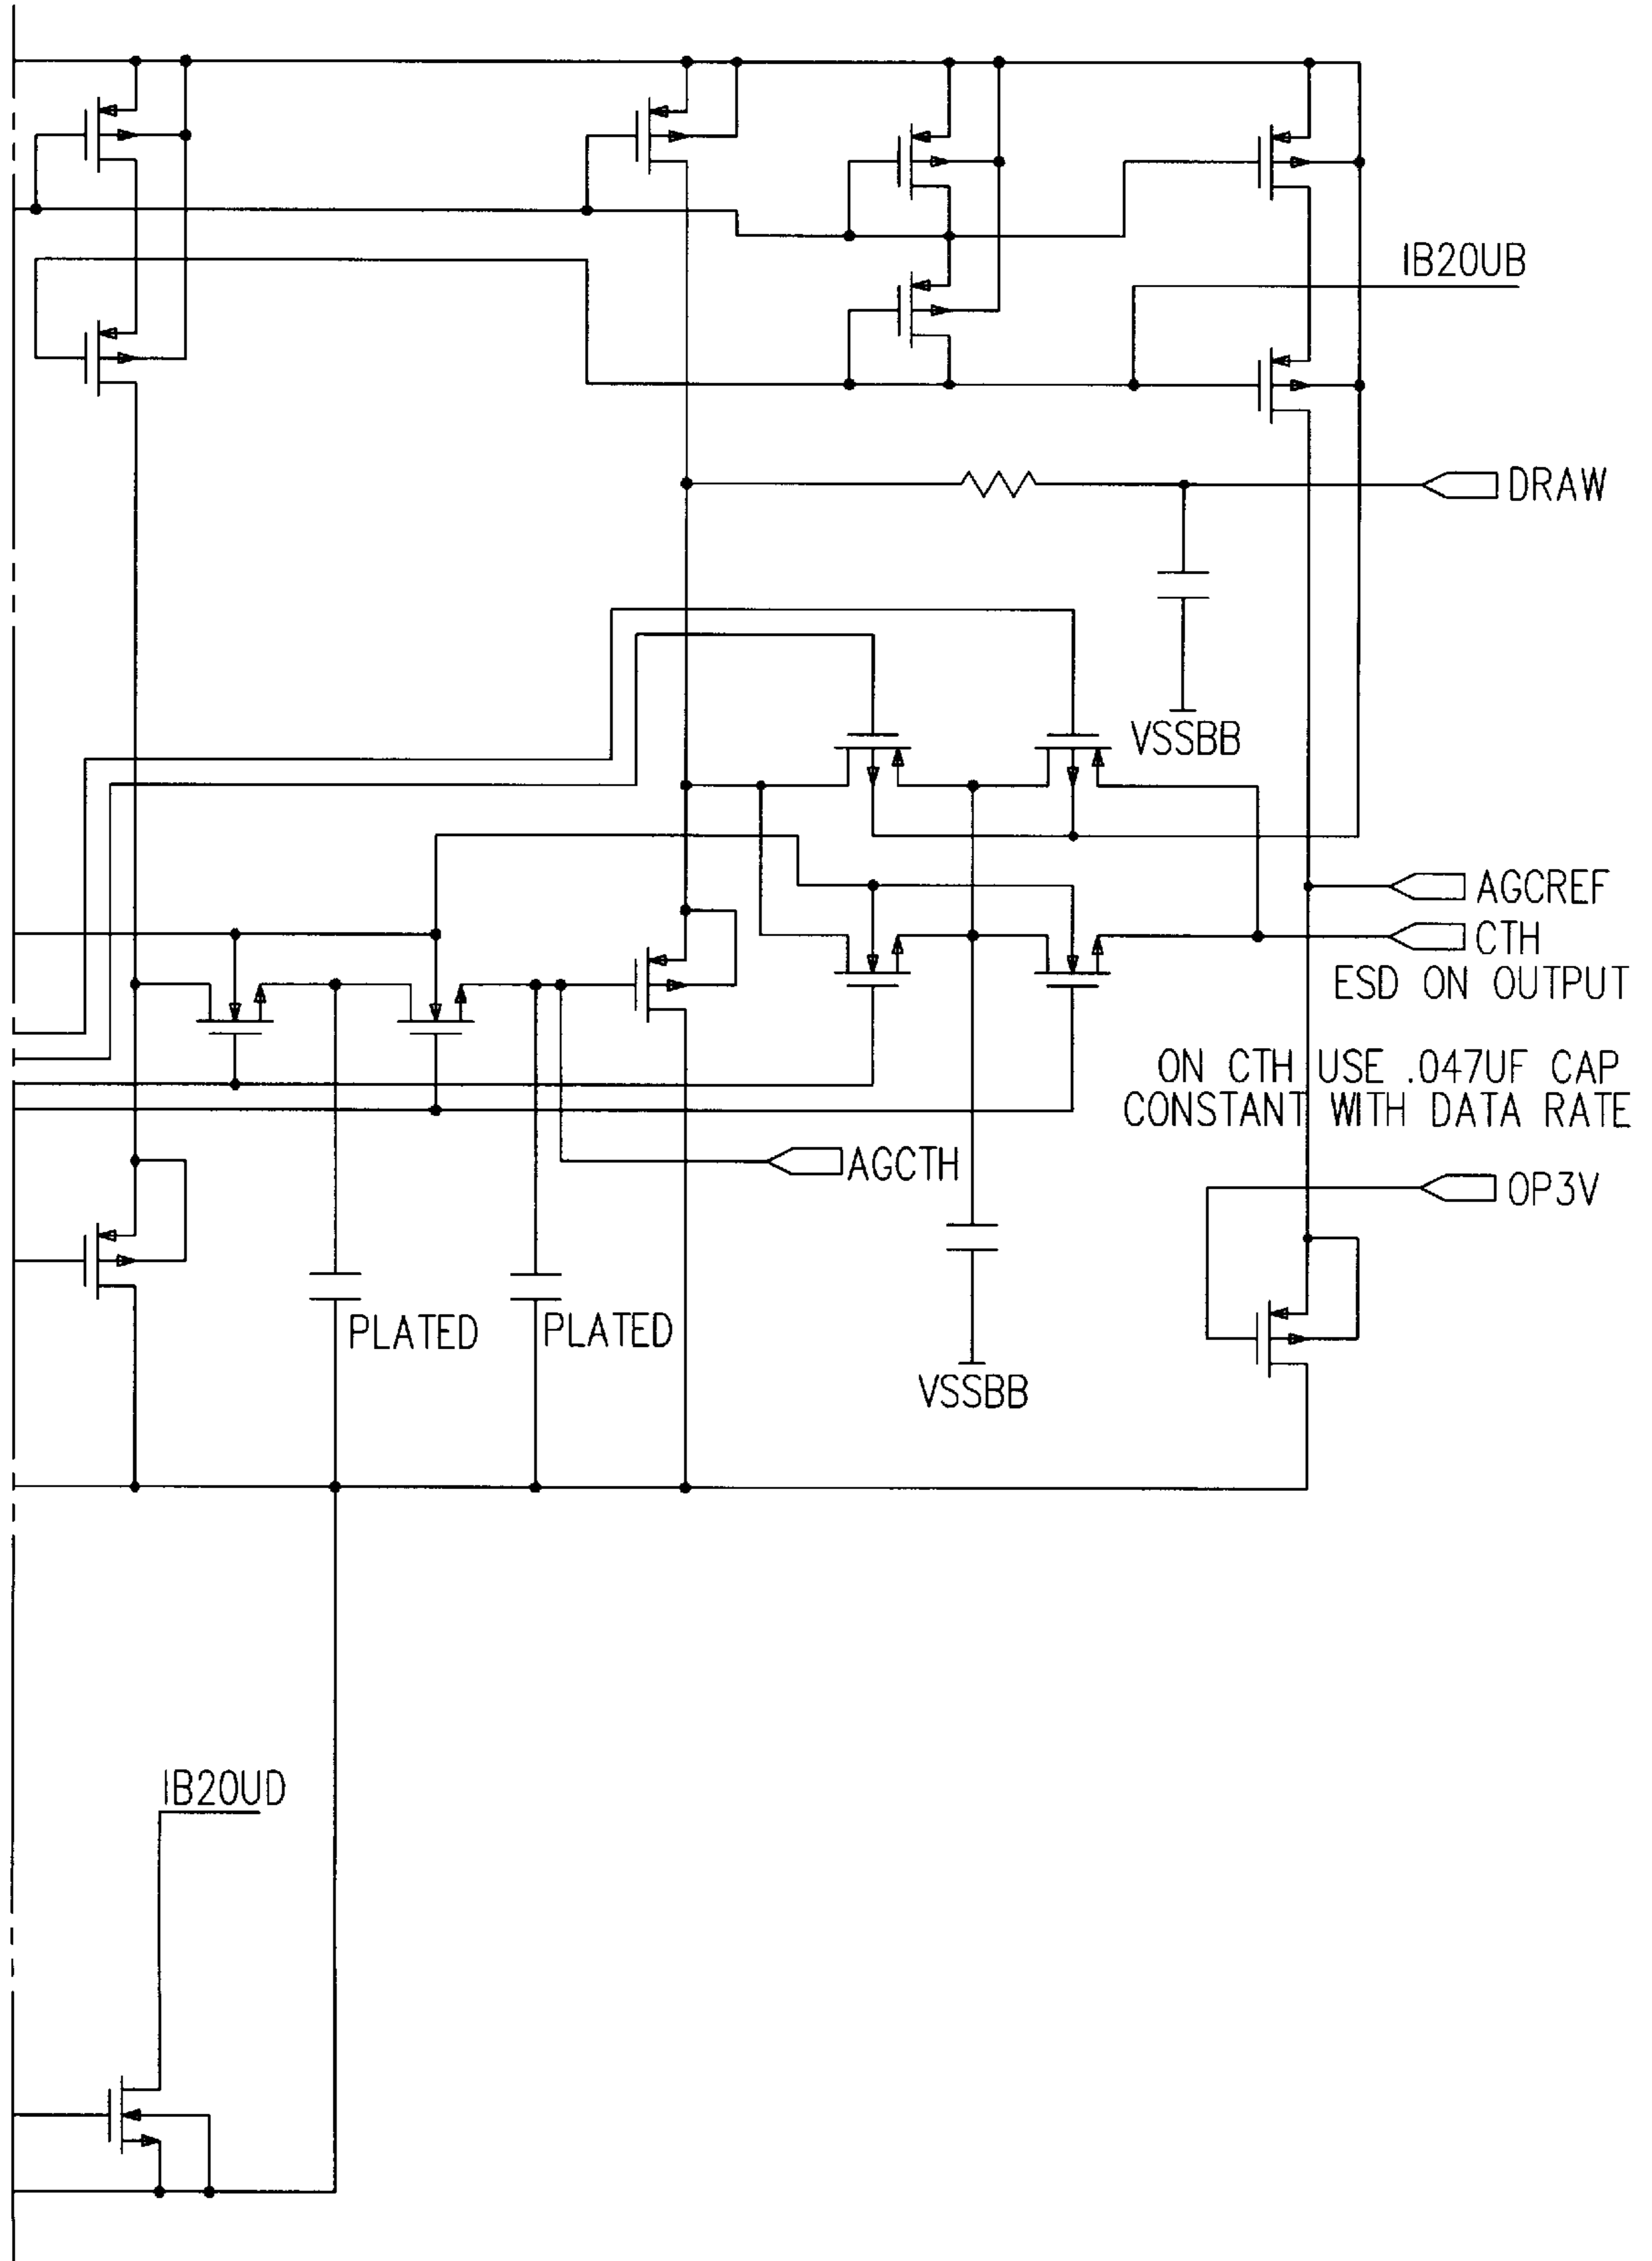 IB20UB
DRAW
VSSBB
AGCREF
CTH
ESD ON OUTPUT
ON CTH USE .047UF CAP
CONSTANT WITH DATA RATE
AGCTH
OP3V
PLATED
PLATED
VSSBB
IB20UD